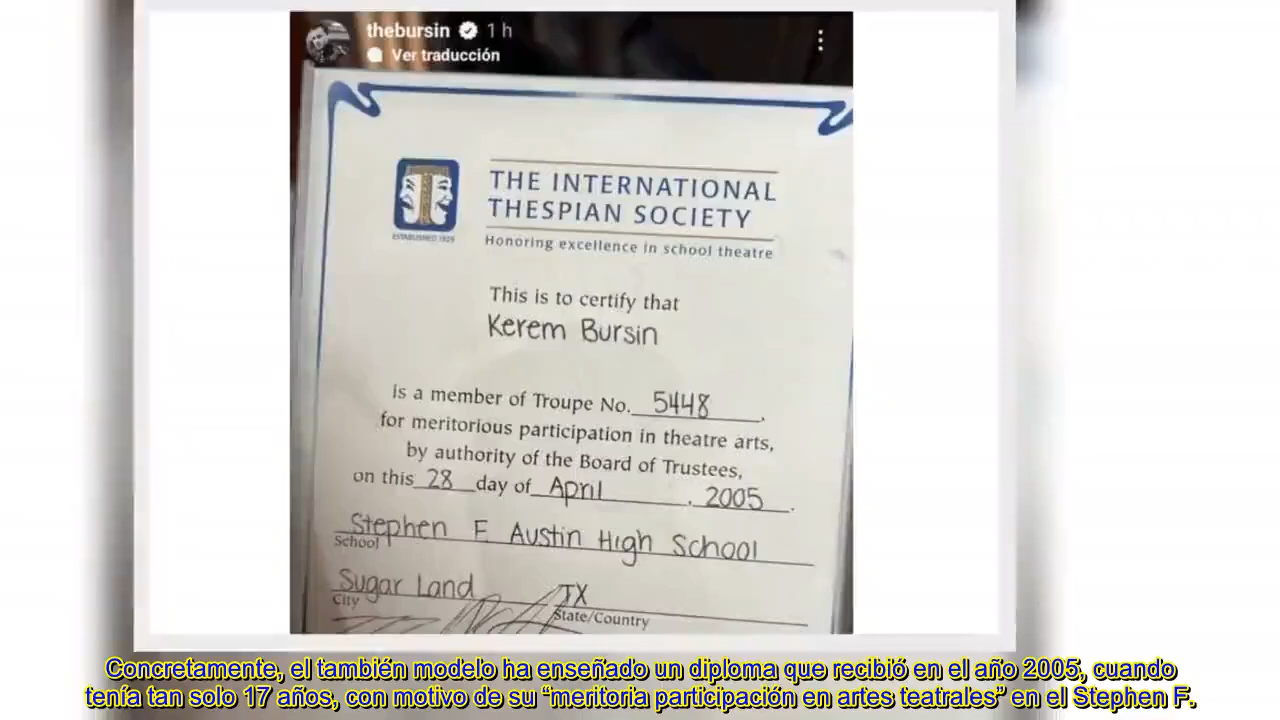 thebursin 1 h
Ver traducción
THE INTERNATIONAL
THESPIAN SOCIETY
ESTABLISHED 1929
Honoring excellence in school theatre
This is to certify that
Kerem Bursin
is a member of Troupe No. 5448.
for meritorious participation in theatre arts,
by authority of the Board of Trustees,
on this 28 day of April, 2005.
Stephen F. Austin High School
School
Sugar Land TX
City State/Country
Concretamente, el también modelo ha enseñado un diploma que recibió en el año 2005, cuando
tenía tan solo 17 años, con motivo de su “meritoria participación en artes teatrales” en el Stephen F.